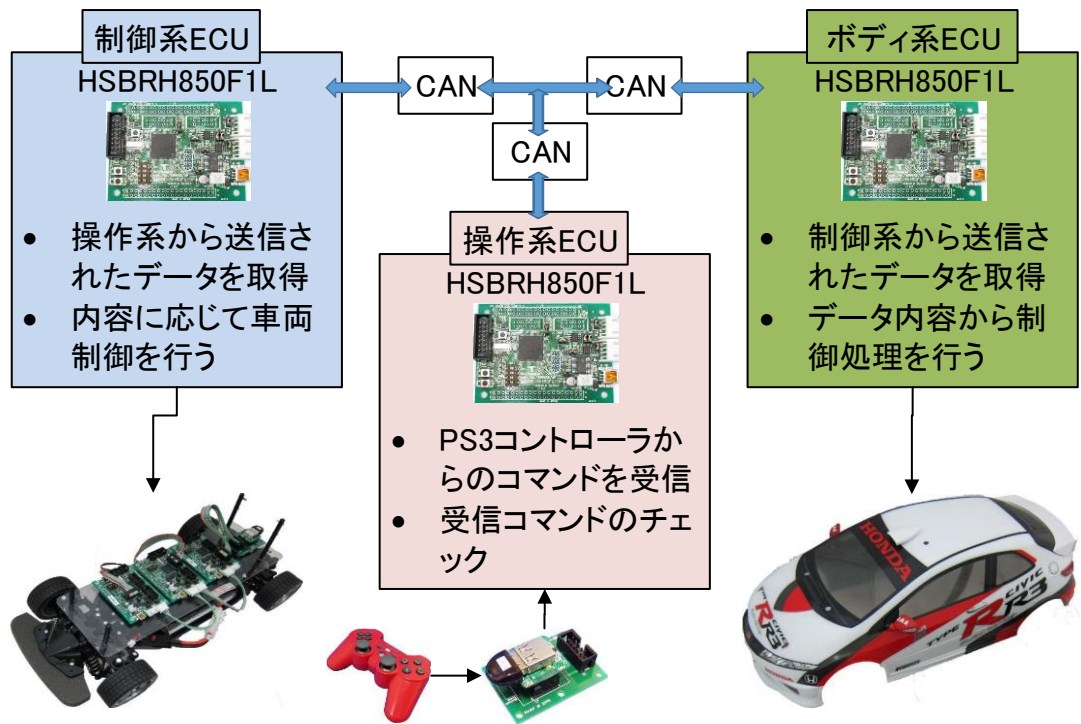 制御系ECU
HSBRH850F1L
• 操作系から送信さ
れたデータを取得
• 内容に応じて車両
制御を行う
CAN
CAN
CAN
ボディ系ECU
HSBRH850F1L
• 制御系から送信さ
れたデータを取得
• データ内容から制
御処理を行う
操作系ECU
HSBRH850F1L
• PS3コントローラか
らのコマンドを受信
• 受信コマンドのチェ
ック
HONDA
CIVIC
TYPE R R3
CIVIC
R3
HONDA